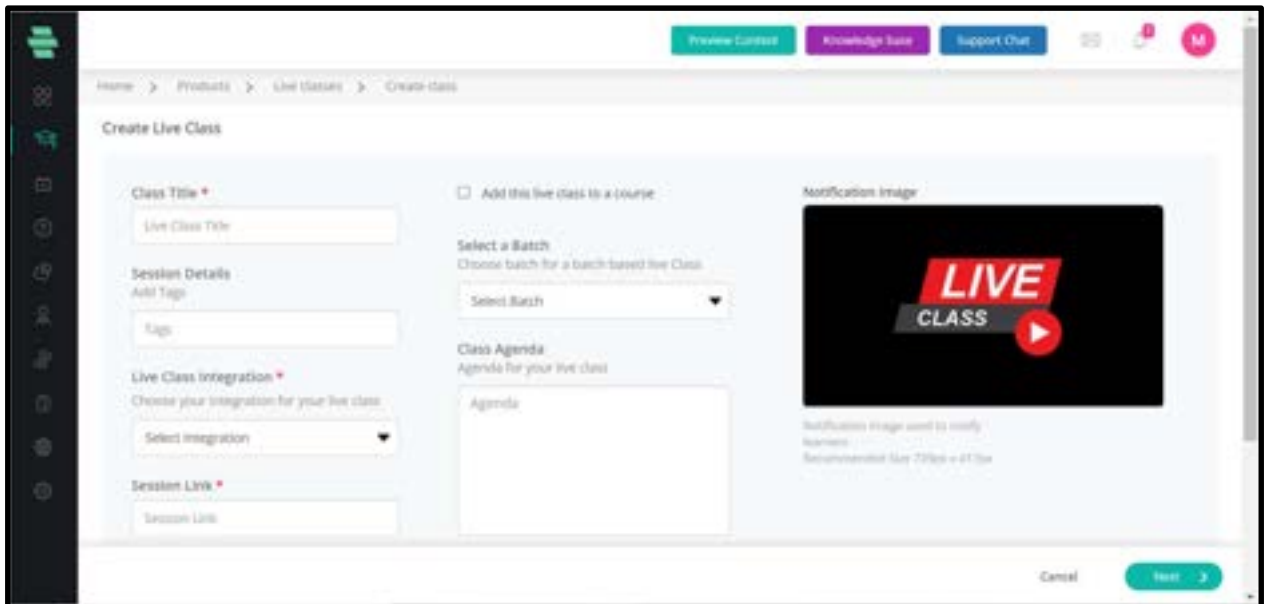 Preview Content
Knowledge Base
Support Chat
M
Home > Products > Live classes > Create class
Create Live Class
Class Title *
Live Class Title
Session Details
Add Tags
Tags
Live Class Integration *
Choose your integration for your live class
Select Integration
Session Link *
Session Link
Add this live class to a course
Select a Batch
Choose batch for a batch based live Class
Select Batch
Class Agenda
Agenda for your live class
Agenda
Notification Image
LIVE
CLASS
Notification image used to notify
learners
Recommended Size
Cancel
Next